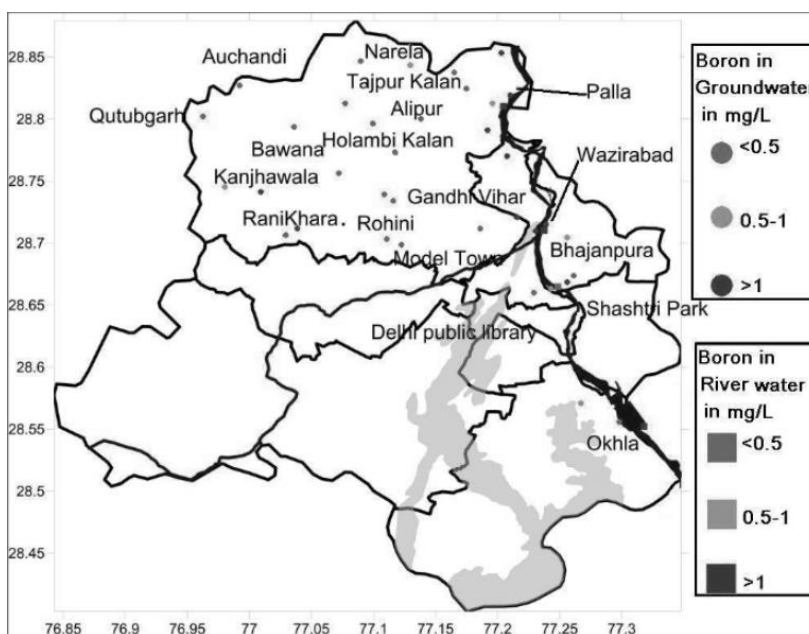 28.85
28.8
28.75
28.7
28.65
28.6
28.55
28.5
28.45
76.85 76.9 76.95 77 77.05 77.1 77.15 77.2 77.25 77.3
Auchandi
Narela
Tajpur Kalan
Palla
Qutubgarh
Alipur
Bawana
Holambi Kalan
Wazirabad
Kanjhawala
Gandhi Vihar
RaniKhara.
Rohini
Model Town
Bhajanpura
Shashtri Park
Delhi public library
Okhla
Boron in
Groundwater
in mg/L
<0.5
0.5-1
>1
Boron in
River water
in mg/L
<0.5
0.5-1
>1